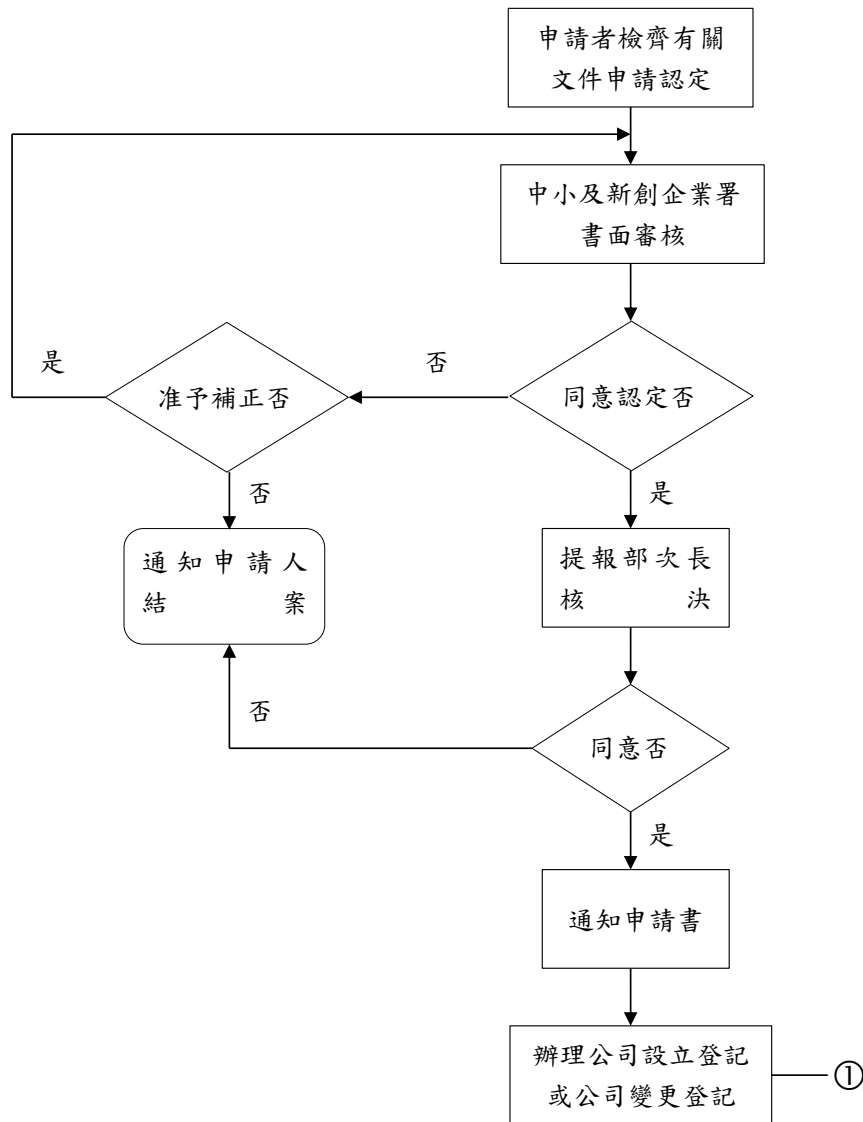 申請者檢齊有關
文件申請認定
中小及新創企業署
書面審核
是
准予補正否
否
同意認定否
否
是
通知申請人
結案
提報部次長
核決
否
同意否
是
通知申請書
辦理公司設立登記
或公司變更登記
①